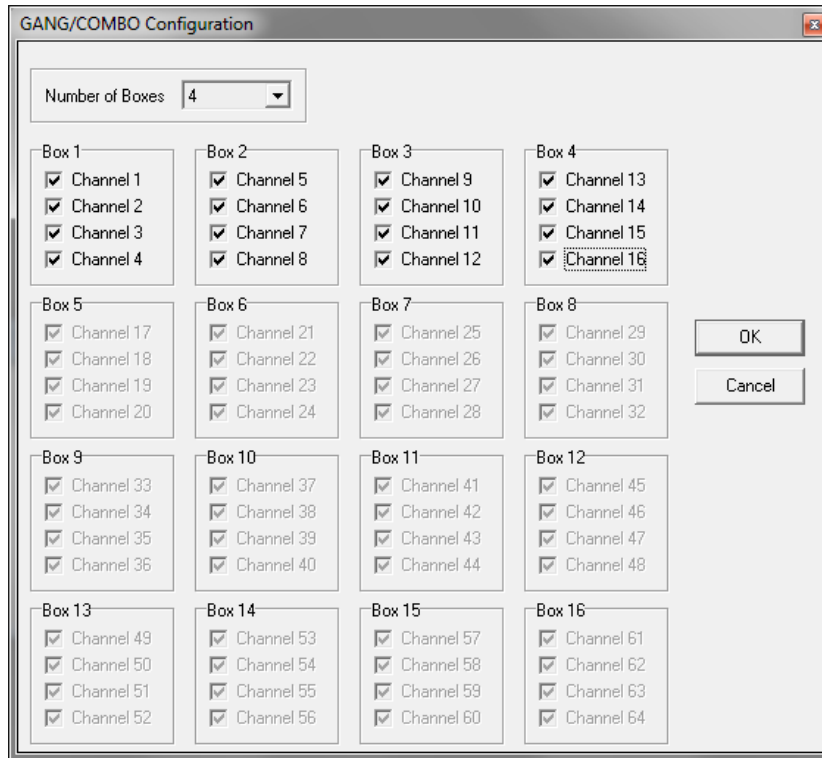 GANG/COMBO Configuration
Number of Boxes 4
Box 1
Channel 1
Channel 2
Channel 3
Channel 4
Box 2
Channel 5
Channel 6
Channel 7
Channel 8
Box 3
Channel 9
Channel 10
Channel 11
Channel 12
Box 4
Channel 13
Channel 14
Channel 15
Channel 16
Box 5
Channel 17
Channel 18
Channel 19
Channel 20
Box 6
Channel 21
Channel 22
Channel 23
Channel 24
Box 7
Channel 25
Channel 26
Channel 27
Channel 28
Box 8
Channel 29
Channel 30
Channel 31
Channel 32
OK
Cancel
Box 9
Channel 33
Channel 34
Channel 35
Channel 36
Box 10
Channel 37
Channel 38
Channel 39
Channel 40
Box 11
Channel 41
Channel 42
Channel 43
Channel 44
Box 12
Channel 45
Channel 46
Channel 47
Channel 48
Box 13
Channel 49
Channel 50
Channel 51
Channel 52
Box 14
Channel 53
Channel 54
Channel 55
Channel 56
Box 15
Channel 57
Channel 58
Channel 59
Channel 60
Box 16
Channel 61
Channel 62
Channel 63
Channel 64